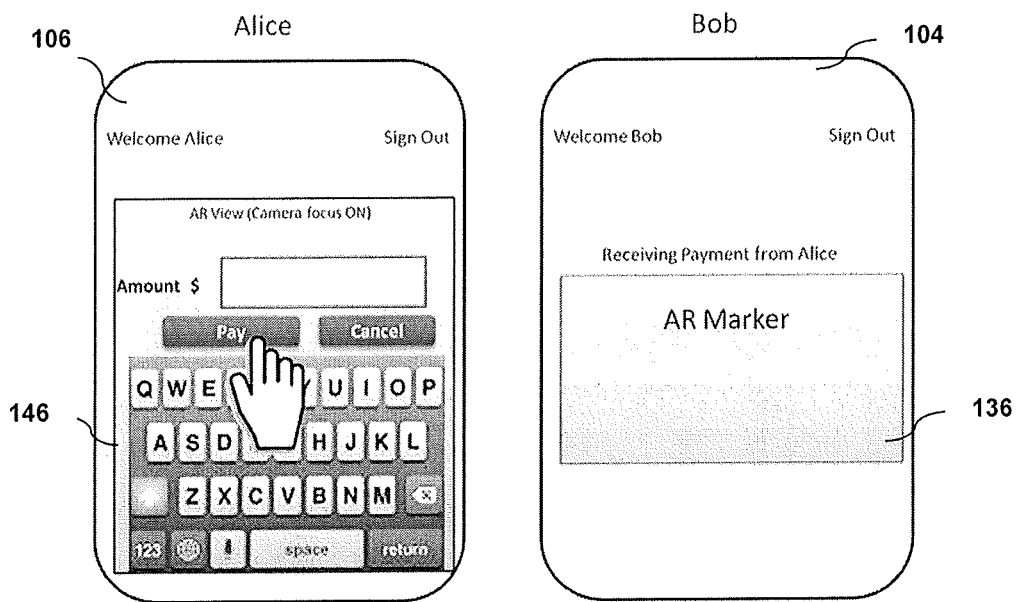 Alice
Bob
106
104
Welcome Alice
Sign Out
Welcome Bob
Sign Out
AR View (Camera focus ON)
Amount $
Pay
Cancel
Receiving Payment from Alice
AR Marker
Q W E Y U I O P
146
A S D H J K L
136
Z X C V B N M
123
space
return